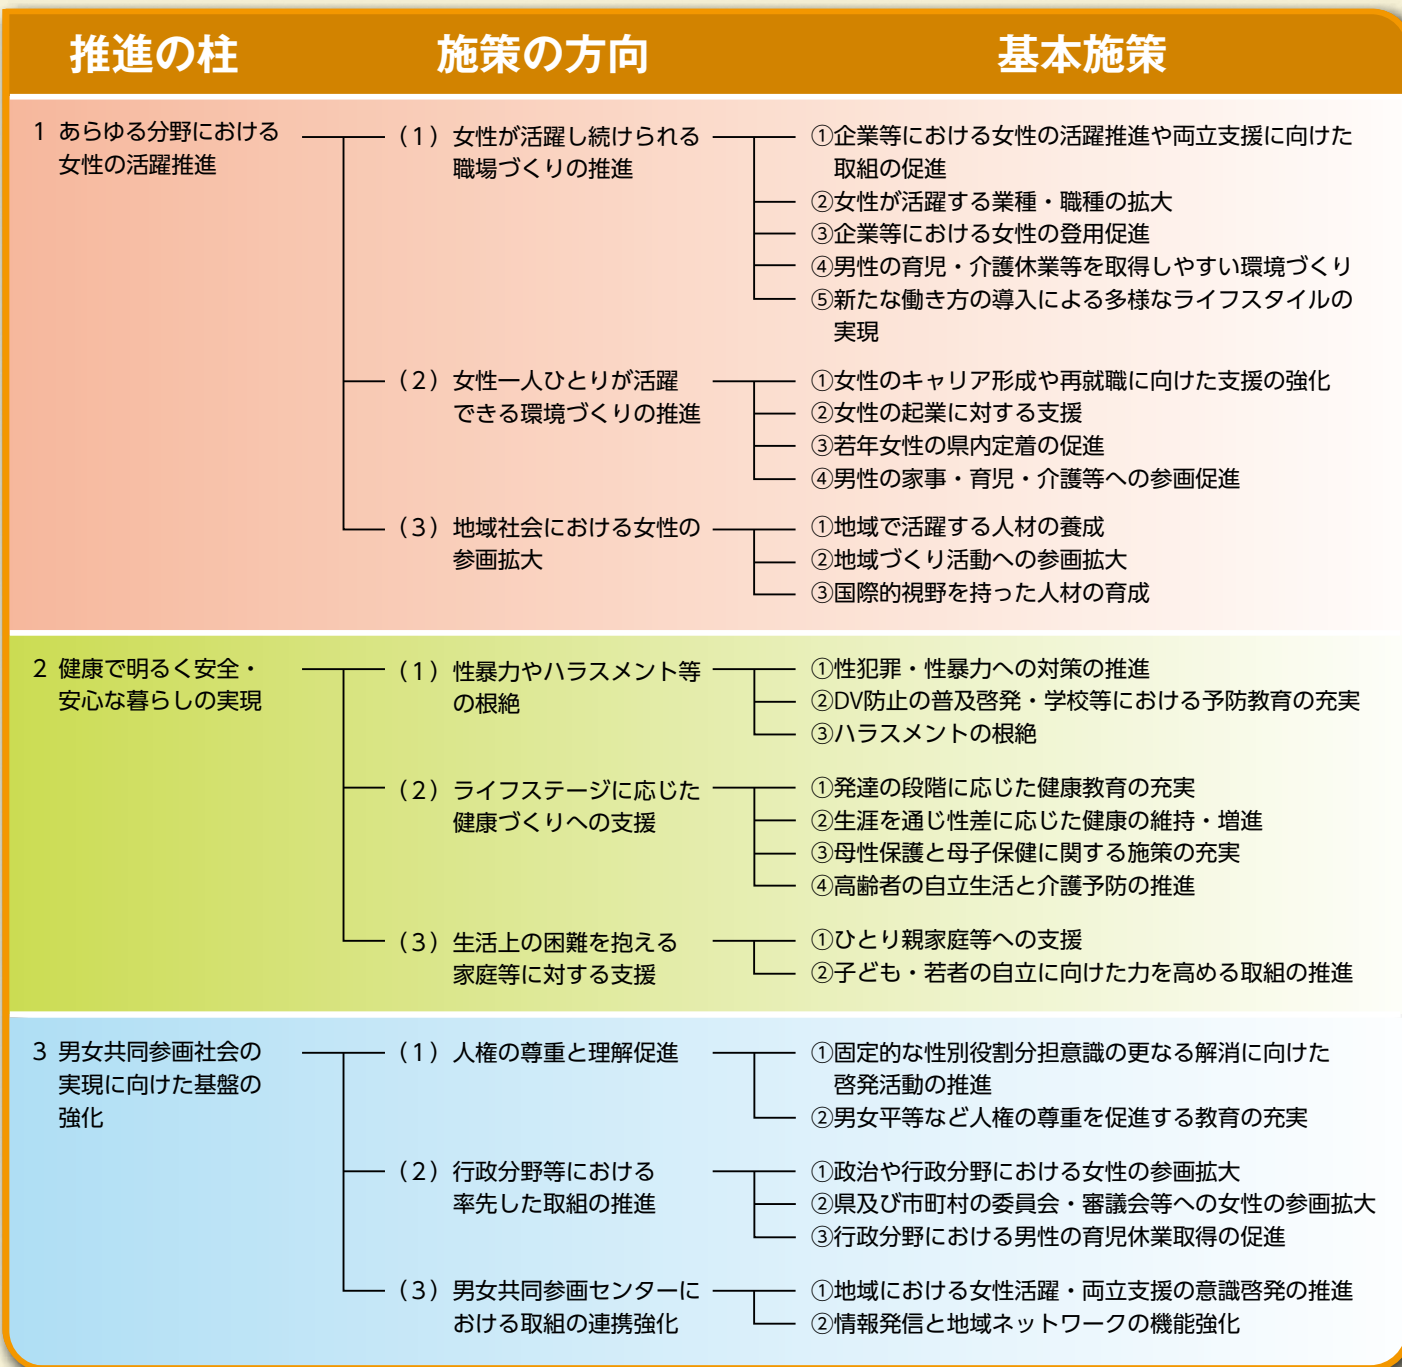 推進の柱
施策の方向
基本施策
1 あらゆる分野における
女性の活躍推進
（1）女性が活躍し続けられる
職場づくりの推進
①企業等における女性の活躍推進や両立支援に向けた
取組の促進
②女性が活躍する業種・職種の拡大
③企業等における女性の登用促進
④男性の育児・介護休業等を取得しやすい環境づくり
⑤新たな働き方の導入による多様なライフスタイルの
実現
（2）女性一人ひとりが活躍
できる環境づくりの推進
①女性のキャリア形成や再就職に向けた支援の強化
②女性の起業に対する支援
③若年女性の県内定着の促進
④男性の家事・育児・介護等への参画促進
（3）地域社会における女性の
参画拡大
①地域で活躍する人材の養成
②地域づくり活動への参画拡大
③国際的視野を持った人材の育成
2 健康で明るく安全・
安心な暮らしの実現
（1）性暴力やハラスメント等
の根絶
①性犯罪・性暴力への対策の推進
②DV防止の普及啓発・学校等における予防教育の充実
③ハラスメントの根絶
（2）ライフステージに応じた
健康づくりへの支援
①発達の段階に応じた健康教育の充実
②生涯を通じ性差に応じた健康の維持・増進
③母性保護と母子保健に関する施策の充実
④高齢者の自立生活と介護予防の推進
（3）生活上の困難を抱える
家庭等に対する支援
①ひとり親家庭等への支援
②子ども・若者の自立に向けた力を高める取組の推進
3 男女共同参画社会の
実現に向けた基盤の
強化
（1）人権の尊重と理解促進
①固定的な性別役割分担意識の更なる解消に向けた
啓発活動の推進
②男女平等など人権の尊重を促進する教育の充実
（2）行政分野等における
率先した取組の推進
①政治や行政分野における女性の参画拡大
②県及び市町村の委員会・審議会等への女性の参画拡大
③行政分野における男性の育児休業取得の促進
（3）男女共同参画センターに
おける取組の連携強化
①地域における女性活躍・両立支援の意識啓発の推進
②情報発信と地域ネットワークの機能強化